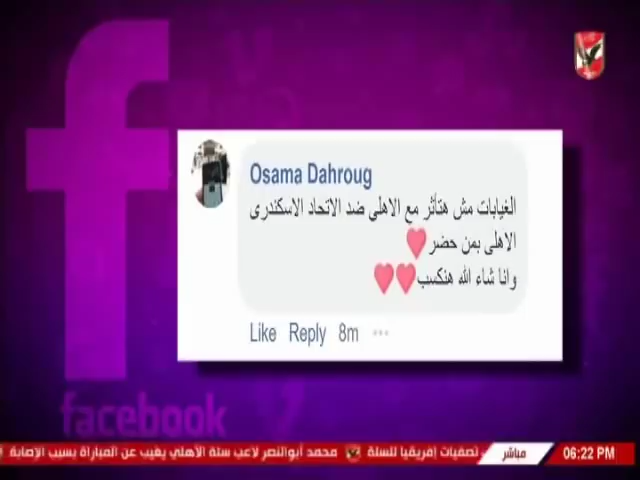 Osama Dahroug
الغيابات مش هتأثر مع الاهلى ضد الاتحاد الاسكندرى
الاهلى بمن حضر❤
وانا شاء الله هنكسب❤❤
Like Reply 8m ...
facebook
تصفيات إفريقيا للسلة محمد أبوالنصر لاعب سلة الأهلي يغيب عن المباراة بسبب الإصابة
مباشر
06:22 PM